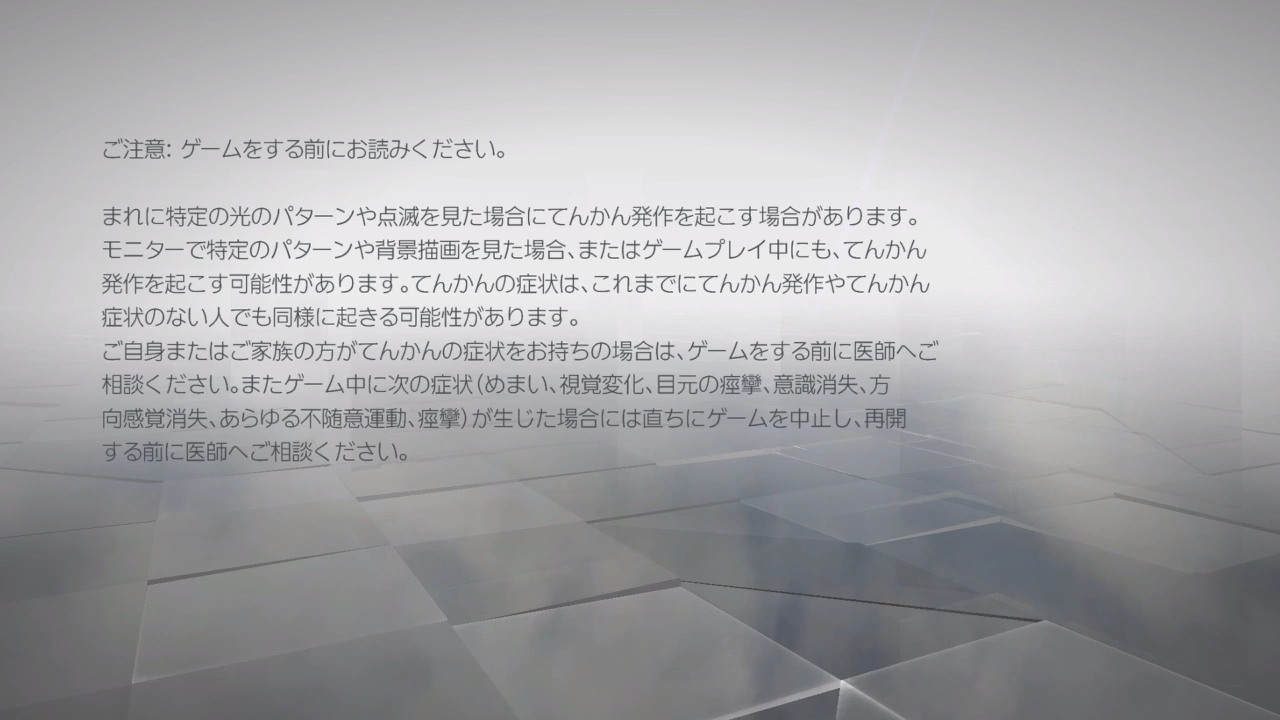 ご注意: ゲームをする前にお読みください。
まれに特定の光のパターンや点滅を見た場合にてんかん発作を起こす場合があります。
モニターで特定のパターンや背景描画を見た場合、またはゲームプレイ中にも、てんかん
発作を起こす可能性があります。てんかんの症状は、これまでにてんかん発作やてんかん
症状のない人でも同様に起きる可能性があります。
ご自身またはご家族の方がてんかんの症状をお持ちの場合は、ゲームをする前に医師へご
相談ください。またゲーム中に次の症状（めまい、視覚変化、目元の痙攣、意識消失、方
向感覚消失、あらゆる不随意運動、痙攣）が生じた場合には直ちにゲームを中止し、再開
する前に医師へご相談ください。